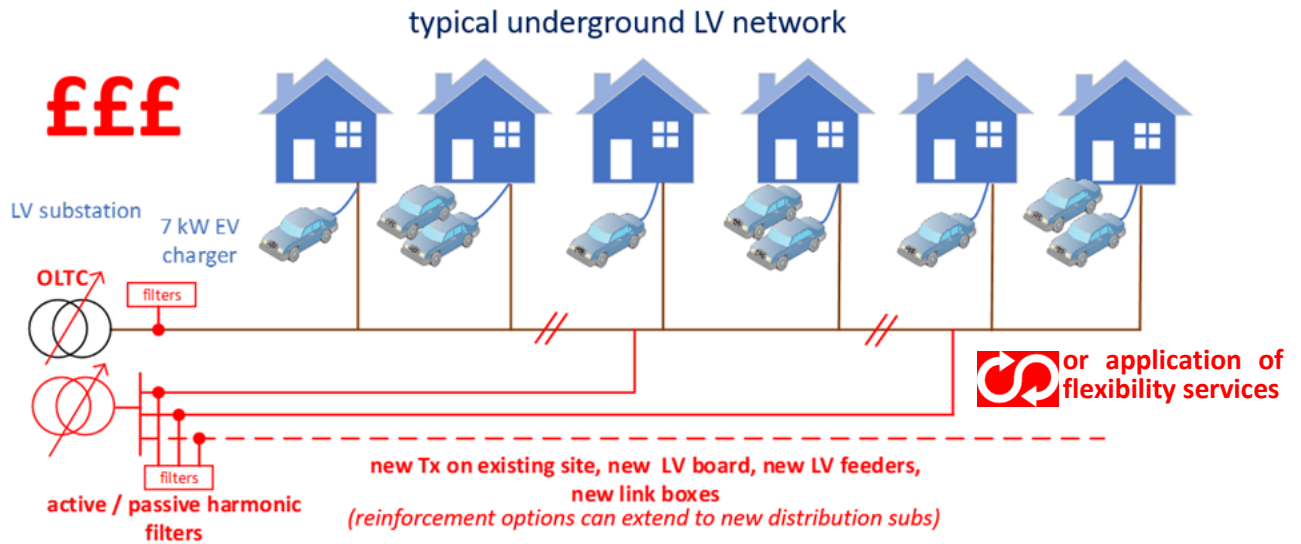 typical underground LV network
£££
LV substation
7 kW EV
charger
OLTC
filters
or application of
flexibility services
filters
active / passive harmonic
filters
new Tx on existing site, new LV board, new LV feeders,
new link boxes
(reinforcement options can extend to new distribution subs)